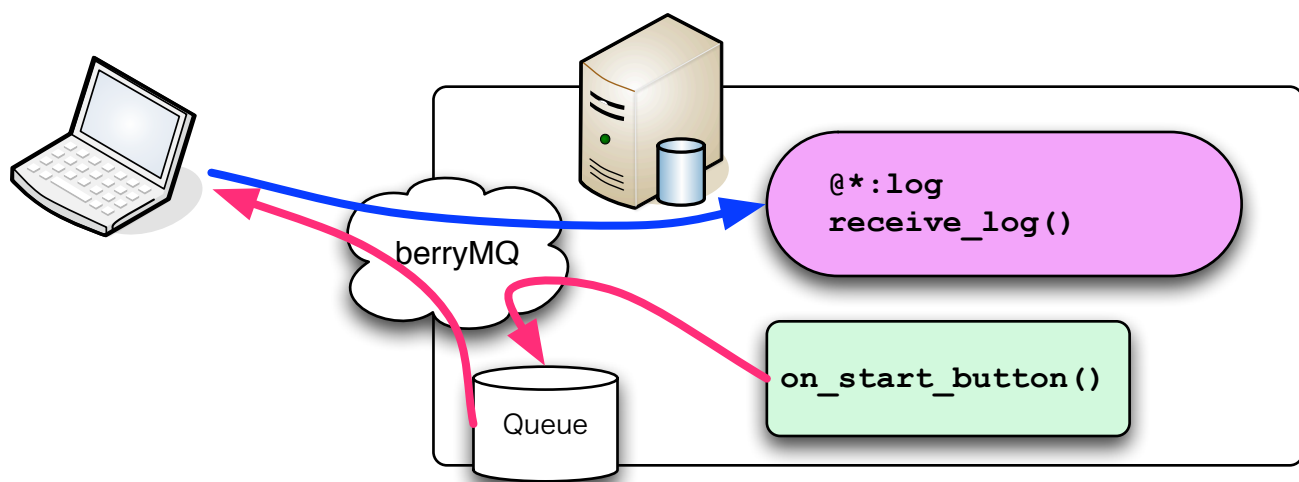 @*:log
receive_log()
berryMQ
on_start_button()
Queue